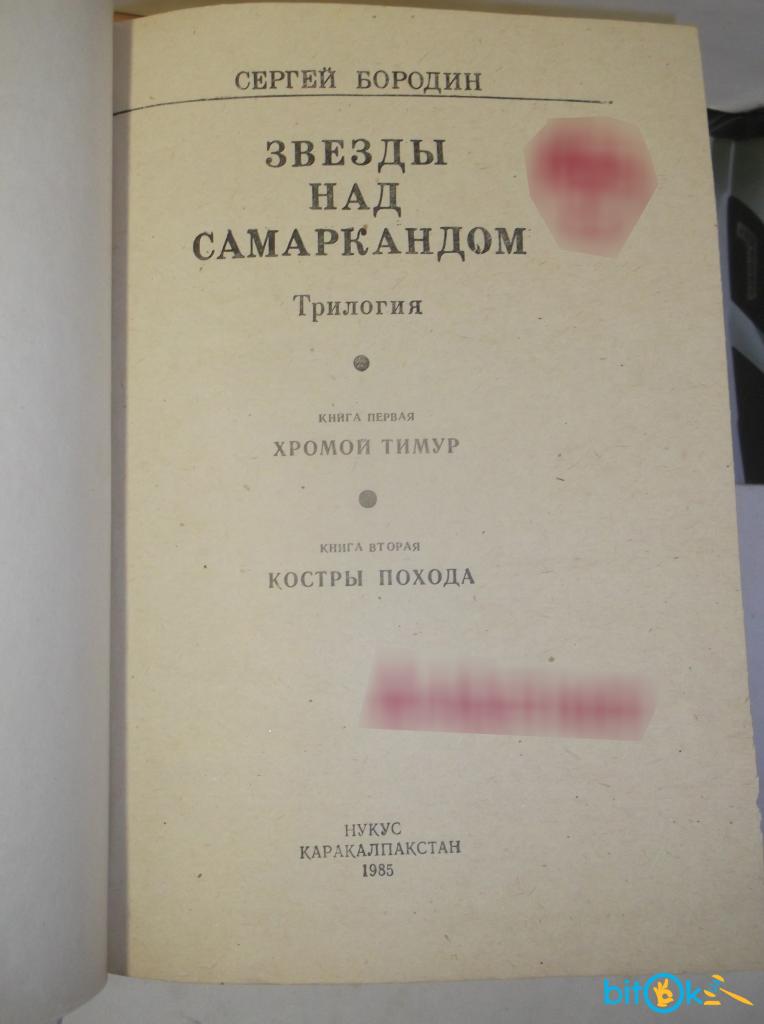 СЕРГЕЙ БОРОДИН
ЗВЕЗДЫ
НАД
САМАРКАНДОМ
Трилогия
КНИГА ПЕРВАЯ
ХРОМОЙ ТИМУР
КНИГА ВТОРАЯ
КОСТРЫ ПОХОДА
НУКУС
ҚАРАҚАЛПАҚСТАН
1985
bitOk